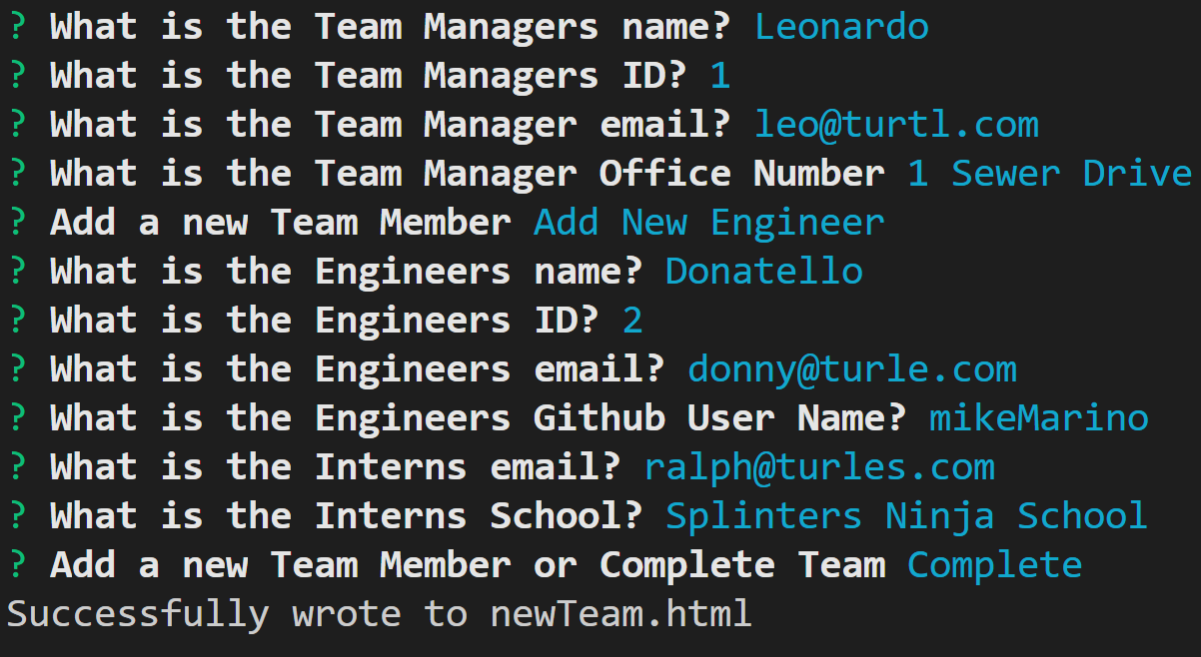 ? What is the Team Managers name? Leonardo
? What is the Team Managers ID? 1
? What is the Team Manager email? leo@turtl.com
? What is the Team Manager Office Number 1 Sewer Drive
? Add a new Team Member Add New Engineer
? What is the Engineers name? Donatello
? What is the Engineers ID? 2
? What is the Engineers email? donny@turle.com
? What is the Engineers Github User Name? mikeMarino
? What is the Interns email? ralph@turles.com
? What is the Interns School? Splinters Ninja School
? Add a new Team Member or Complete Team Complete
Successfully wrote to newTeam.html